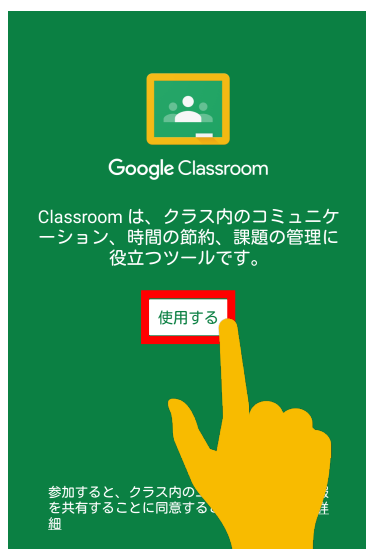 Google Classroom
Classroom は、クラス内のコミュニケ
ーション、時間の節約、課題の管理に
役立つツールです。
使用する
参加すると、クラス内の
を共有することに同意する
細